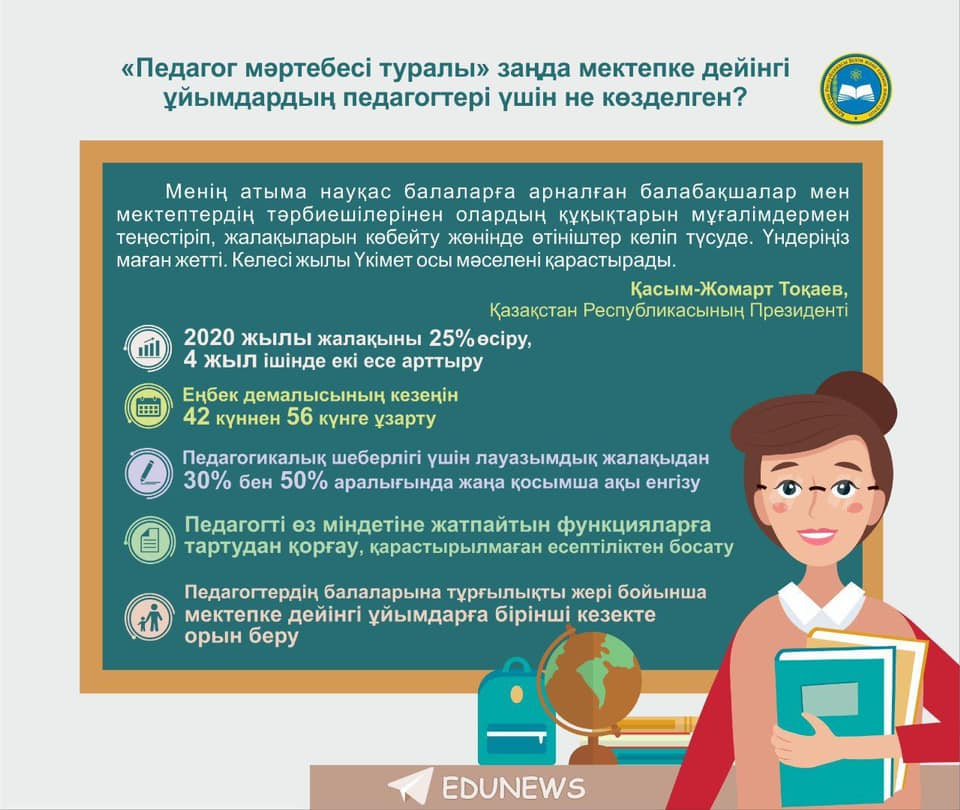 «Педагог мәртебесі туралы» заңда мектепке дейінгі
ұйымдардың педагогтері үшін не көзделген?
Менің атыма науқас балаларға арналған балабақшалар мен
мектептердің тәрбиешілерінен олардың құқықтарын мұғалімдермен
теңестіріп, жалақыларын көбейту жөнінде өтініштер келіп түсуде. Үндеріңіз
маған жетті. Келесі жылы Үкімет осы мәселені қарастырады.
Қасым-Жомарт Тоқаев,
Қазақстан Республикасының Президенті
2020 жылы жалақыны 25% өсіру,
4 жыл ішінде екі есе арттыру
Еңбек демалысының кезеңін
42 күннен 56 күнге ұзарту
Педагогикалық шеберлігі үшін лауазымдық жалақыдан
30% бен 50% аралығында жаңа қосымша ақы енгізу
Педагогті өз міндетіне жатпайтын функцияларға
тартудан қорғау, қарастырылмаған есептіліктен босату
Педагогтердің балаларына тұрғылықты жері бойынша
мектепке дейінгі ұйымдарға бірінші кезекте
орын беру
EDUNEWS